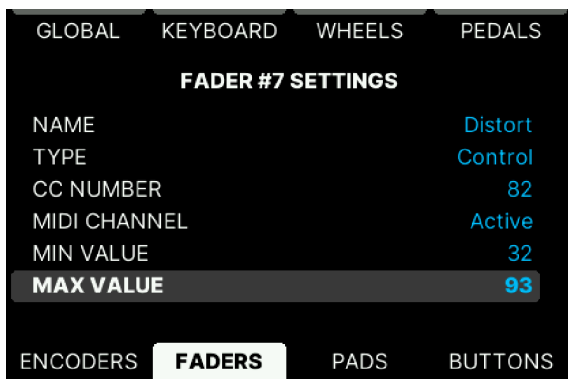 GLOBAL KEYBOARD WHEELS PEDALS
FADER #7 SETTINGS
NAME Distort
TYPE Control
CC NUMBER 82
MIDI CHANNEL Active
MIN VALUE 32
MAX VALUE 93
ENCODERS FADERS PADS BUTTONS